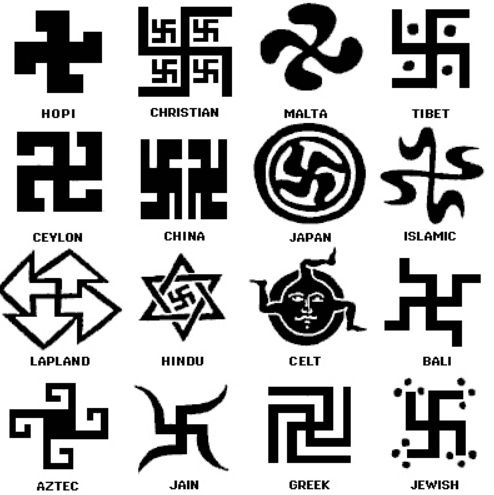 HOPI
CHRISTIAN
MALTA
TIBET
CEYLON
CHINA
JAPAN
ISLAMIC
LAPLAND
HINDU
CELT
BALI
AZTEC
JAIN
GREEK
JEWISH